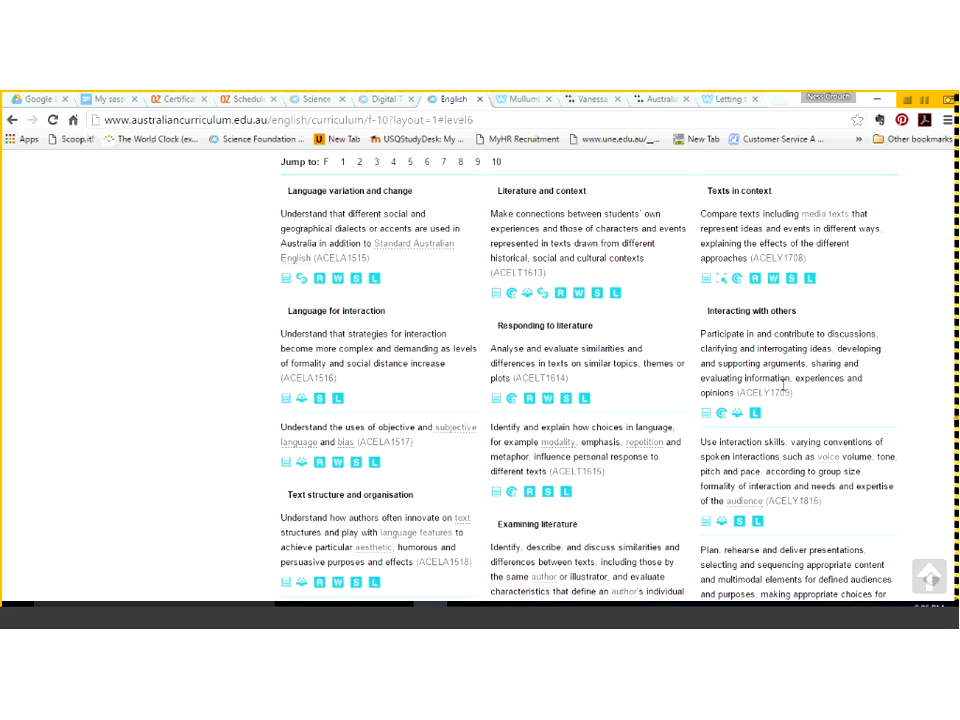 Google
My sess
OZ Certifica
OZ Schedul
Science
Digital T
English
Mullum
Vanessa
Australia
Letting t
Ness Crouch
www.australiancurriculum.edu.au/english/curriculum/f-10?layout=1#level6
Apps
Scoop.it!
The World Clock (ex...
Science Foundation ...
New Tab
USQStudyDesk: My ...
MyHR Recruitment
www.une.edu.au/__...
New Tab
Customer Service A ...
»
Other bookmarks
Jump to: F 1 2 3 4 5 6 7 8 9 10
Language variation and change
Understand that different social and
geographical dialects or accents are used in
Australia in addition to Standard Australian
English (ACELA1515)
R W S L
Language for interaction
Understand that strategies for interaction
become more complex and demanding as levels
of formality and social distance increase
(ACELA1516)
S L
Understand the uses of objective and subjective
language and bias (ACELA1517)
R W S L
Text structure and organisation
Understand how authors often innovate on text
structures and play with language features to
achieve particular aesthetic, humorous and
persuasive purposes and effects (ACELA1518)
R W S L
Literature and context
Make connections between students' own
experiences and those of characters and events
represented in texts drawn from different
historical, social and cultural contexts
(ACELT1613)
R W S L
Responding to literature
Analyse and evaluate similarities and
differences in texts on similar topics, themes or
plots (ACELT1614)
R W S L
Identify and explain how choices in language,
for example modality, emphasis, repetition and
metaphor, influence personal response to
different texts (ACELT1615)
R S L
Examining literature
Identify, describe, and discuss similarities and
differences between texts, including those by
the same author or illustrator, and evaluate
characteristics that define an author's individual
Texts in context
Compare texts including media texts that
represent ideas and events in different ways,
explaining the effects of the different
approaches (ACELY1708)
R W S L
Interacting with others
Participate in and contribute to discussions,
clarifying and interrogating ideas, developing
and supporting arguments, sharing and
evaluating information, experiences and
opinions (ACELY1709)
L
Use interaction skills, varying conventions of
spoken interactions such as voice volume, tone,
pitch and pace, according to group size,
formality of interaction and needs and expertise
of the audience (ACELY1816)
S L
Plan, rehearse and deliver presentations,
selecting and sequencing appropriate content
and multimodal elements for defined audiences
and purposes, making appropriate choices for